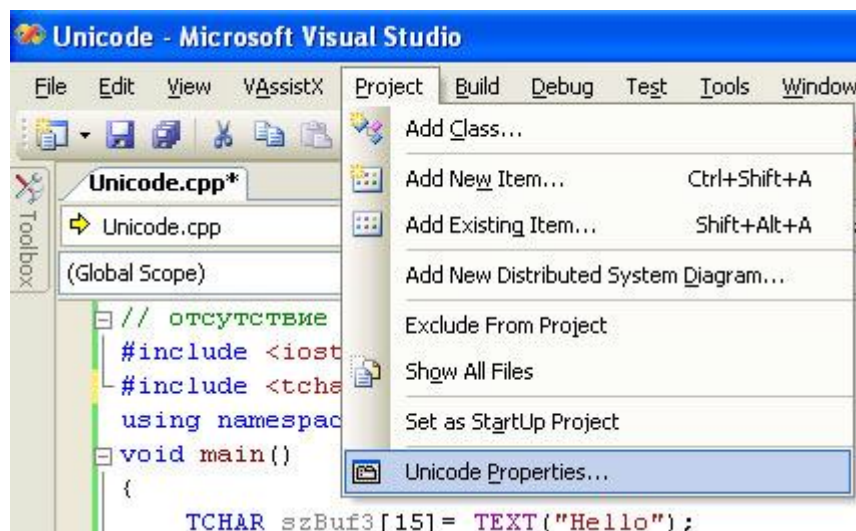 Unicode - Microsoft Visual Studio
File Edit View VAssistX Project Build Debug Test Tools Window
Add Class...
Unicode.cpp*
Add New Item... Ctrl+Shift+A
Toolbox
Unicode.cpp
Add Existing Item... Shift+Alt+A
(Global Scope)
Add New Distributed System Diagram...
// отсутствие
Exclude From Project
#include <iost
Show All Files
#include <tcha
using namespac
Set as StartUp Project
void main()
Unicode Properties...
{
TCHAR szBuf3[15]= TEXT("Hello");